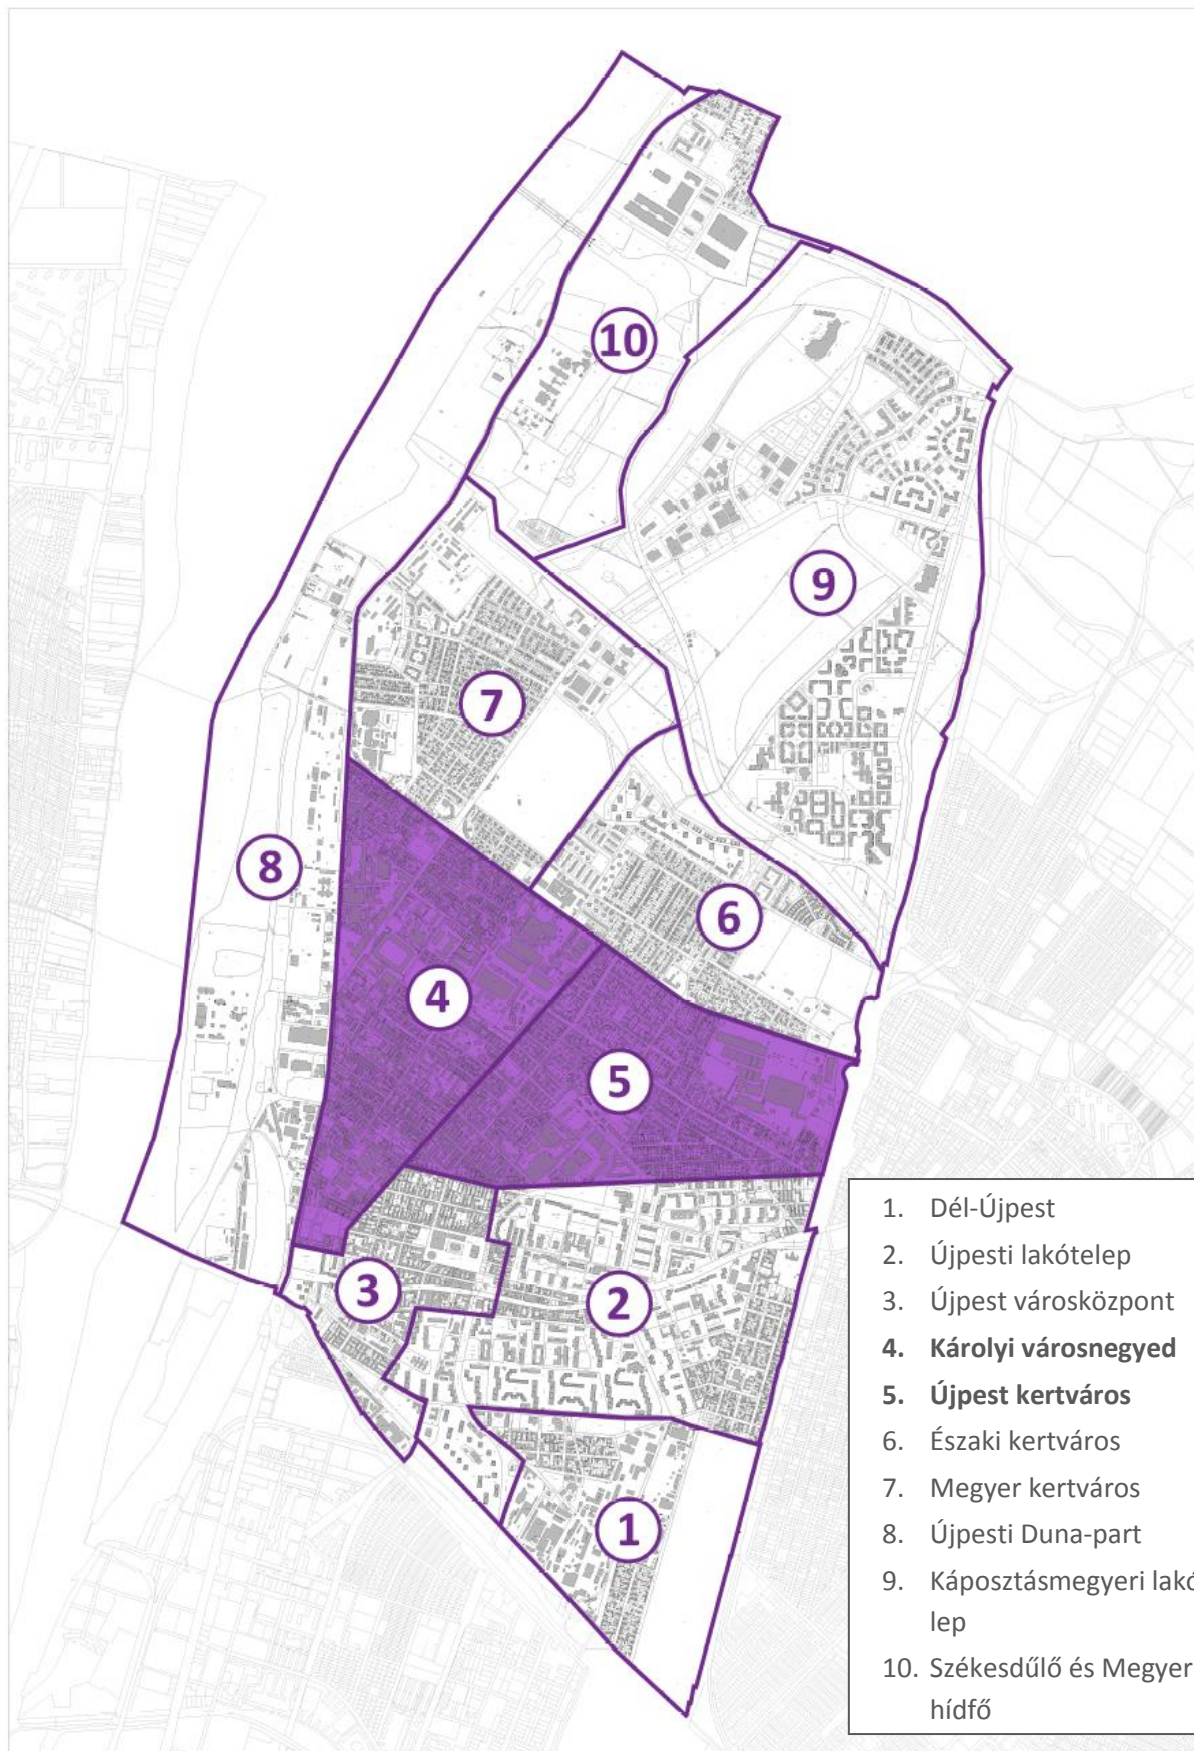 10
9
7
8
6
4
5
3
2
1
1. Dél-Újpest
2. Újpesti lakótelep
3. Újpest városközpont
4. Károlyi városnegyed
5. Újpest kertváros
6. Északi kertváros
7. Megyer kertváros
8. Újpesti Duna-part
9. Káposztásmegyeri lakó
lep
10. Székesdűlő és Megyer
hídfő